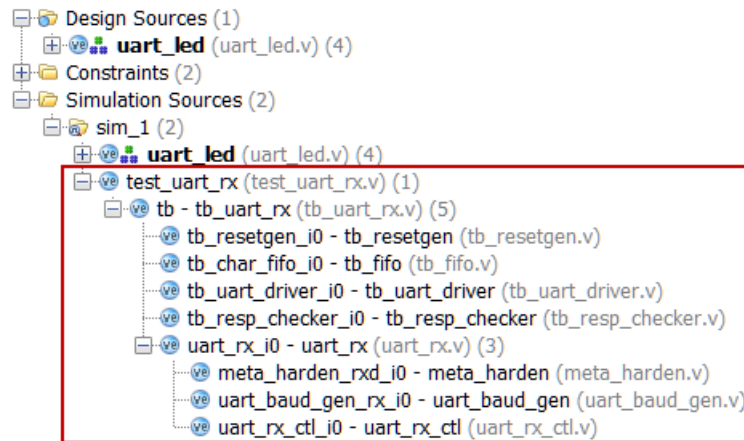 Design Sources (1)
uart_led (uart_led.v) (4)
Constraints (2)
Simulation Sources (2)
sim_1 (2)
uart_led (uart_led.v) (4)
test_uart_rx (test_uart_rx.v) (1)
tb - tb_uart_rx (tb_uart_rx.v) (5)
tb_resetgen_i0 - tb_resetgen (tb_resetgen.v)
tb_char_fifo_i0 - tb_fifo (tb_fifo.v)
tb_uart_driver_i0 - tb_uart_driver (tb_uart_driver.v)
tb_resp_checker_i0 - tb_resp_checker (tb_resp_checker.v)
uart_rx_i0 - uart_rx (uart_rx.v) (3)
meta_harden_rxd_i0 - meta_harden (meta_harden.v)
uart_baud_gen_rx_i0 - uart_baud_gen (uart_baud_gen.v)
uart_rx_ctl_i0 - uart_rx_ctl (uart_rx_ctl.v)